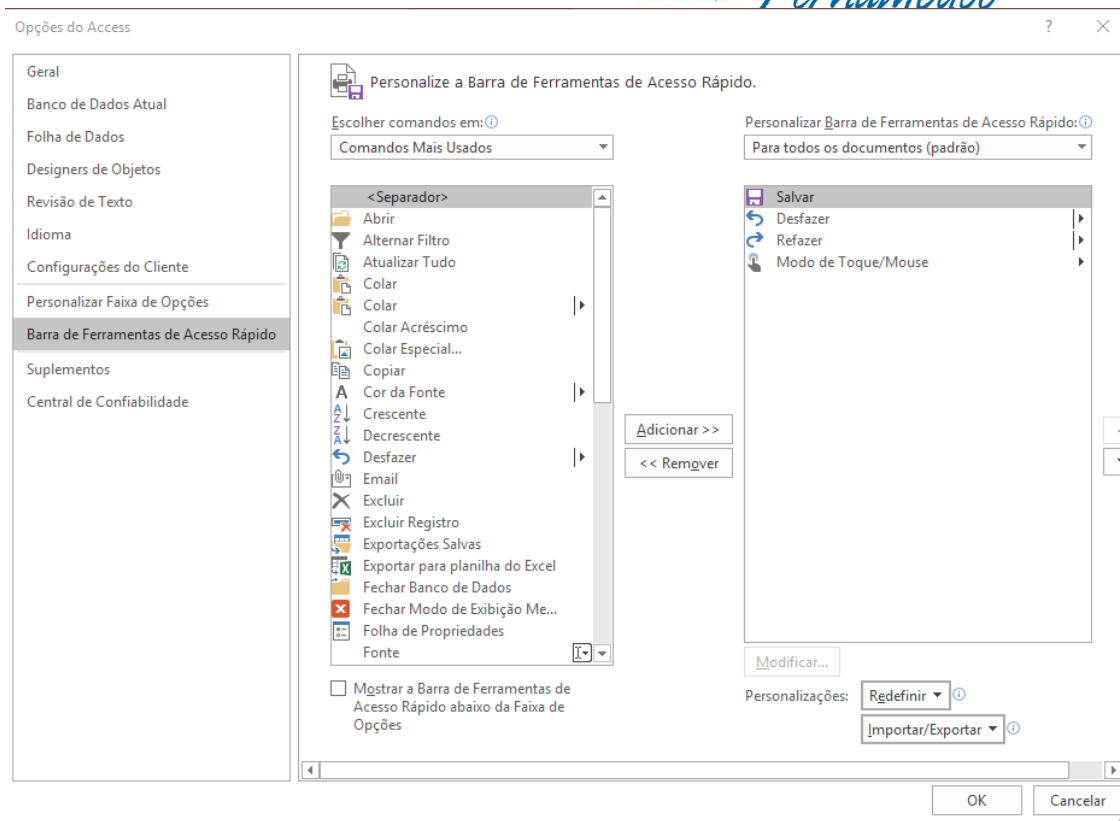 Opções do Access
?
Geral
Banco de Dados Atual
Folha de Dados
Designers de Objetos
Revisão de Texto
Idioma
Configurações do Cliente
Personalizar Faixa de Opções
Barra de Ferramentas de Acesso Rápido
Suplementos
Central de Confiabilidade
Personalize a Barra de Ferramentas de Acesso Rápido.
Escolher comandos em:
Comandos Mais Usados
<Separador>
Abrir
Alternar Filtro
Atualizar Tudo
Colar
Colar
Colar Acréscimo
Colar Especial...
Copiar
Cor da Fonte
Crescente
Decrescente
Desfazer
Email
Excluir
Excluir Registro
Exportações Salvas
Exportar para planilha do Excel
Fechar Banco de Dados
Fechar Modo de Exibição Me...
Folha de Propriedades
Fonte
Mostrar a Barra de Ferramentas de
Acesso Rápido abaixo da Faixa de
Opções
Adicionar >>
<< Remover
Personalizar Barra de Ferramentas de Acesso Rápido:
Para todos os documentos (padrão)
Salvar
Desfazer
Refazer
Modo de Toque/Mouse
Modificar...
Personalizações:
Redefinir
Importar/Exportar
OK
Cancelar